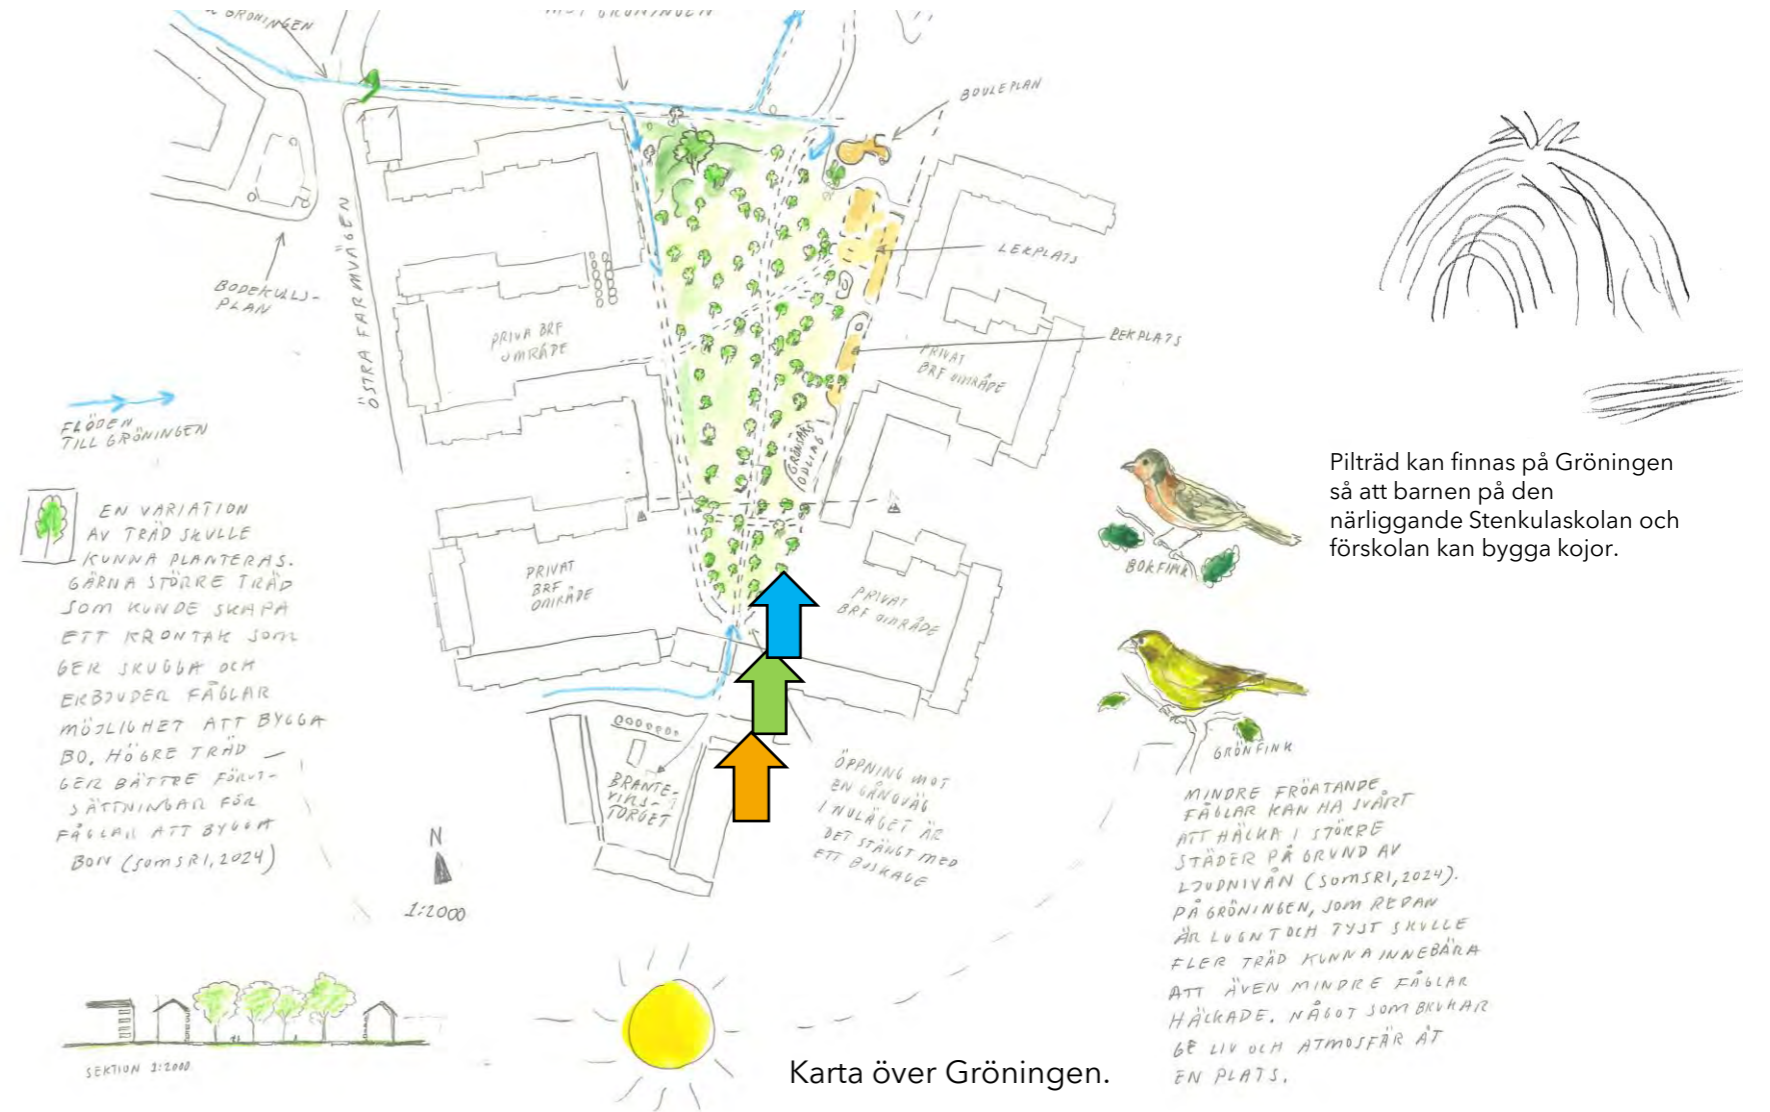 GRÖNINGEN
MOT GRÖNINGEN
BOULEPLAN
LEKPLATS
LEKPLATS
BODEKULLS-
PLAN
ÖSTRA FARMVÄGEN
PRIVA BRF
OMRÅDE
PRIVAT
BRF OMRÅDE
GRÖNSAKS
ODLING
FLÖDEN
TILL GRÖNINGEN
EN VARIATION
AV TRÄD SKULLE
KUNNA PLANTERAS.
GÄRNA STÖRRE TRÄD
SOM KUNDE SKAPA
ETT KRONTAK SOM
GER SKUGGA OCH
ERBJUDER FÅGLAR
MÖJLIGHET ATT BYGGA
BO. HÖGRE TRÄD
GER BÄTTRE FÖRUT-
SÄTTNINGAR FÖR
FÅGLAR ATT BYGGA
BON (SOMSRI, 2024)
PRIVAT
BRF
OMRÅDE
PRIVAT
BRF OMRÅDE
BRANTE-
VIKS-
TORGET
ÖPPNING MOT
EN GÅNGVÄG
I NULÄGET ÄR
DET STÄNGT MED
ETT BUSKAGE
N
1:2000
SEKTION 1:2000
Karta över Gröningen.
Pilträd kan finnas på Gröningen
så att barnen på den
närliggande Stenkulaskolan och
förskolan kan bygga kojor.
BOKFINK
GRÖNFINK
MINDRE FRÖATANDE
FÅGLAR KAN HA SVÅRT
ATT HÄCKA I STÖRRE
STÄDER PÅ GRUND AV
LJUDNIVÅN (SOMSRI, 2024).
PÅ GRÖNINGEN, SOM REDAN
ÄR LUGNT OCH TYST SKULLE
FLER TRÄD KUNNA INNEBÄRA
ATT ÄVEN MINDRE FÅGLAR
HÄCKADE. NÅGOT SOM BRUKAR
GE LIV OCH ATMOSFÄR ÅT
EN PLATS.